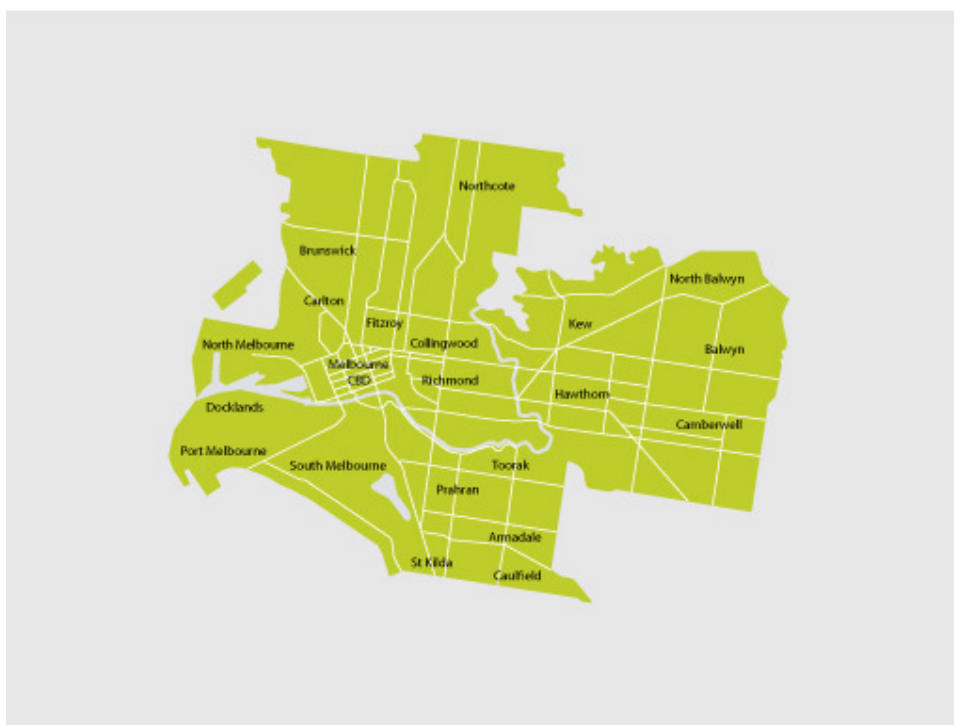 Northcote
Brunswick
North Balwyn
Carlton
Fitzroy
Kew
North Melbourne
Collingwood
Balwyn
Melbourne
CBD
Richmond
Hawthorn
Docklands
Camberwell
Port Melbourne
South Melbourne
Toorak
Prahran
Armadale
St Kilda
Caulfield